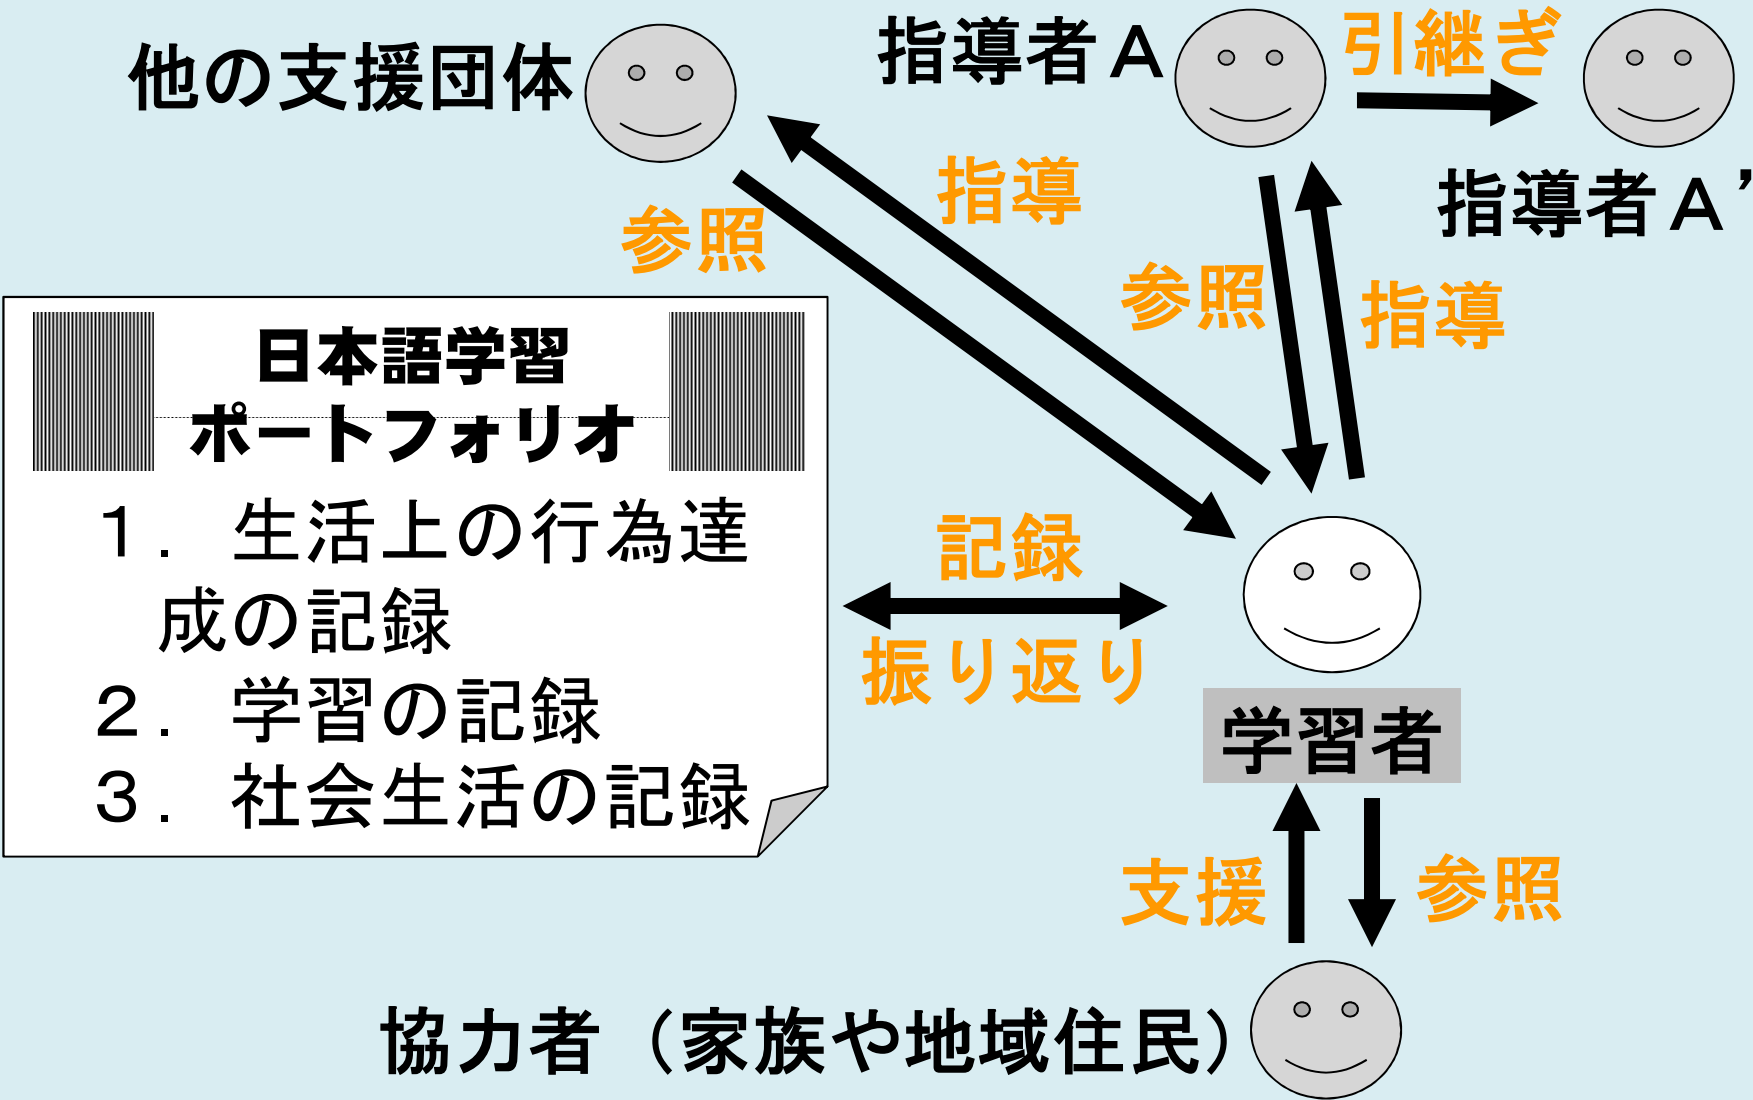 他の支援団体
指導者Ａ
引継ぎ
指導者Ａ’
指導
参照
参照
指導
日本語学習
ポートフォリオ
１． 生活上の行為達
成の記録
２． 学習の記録
３． 社会生活の記録
記録
振り返り
学習者
支援
参照
協力者（家族や地域住民）